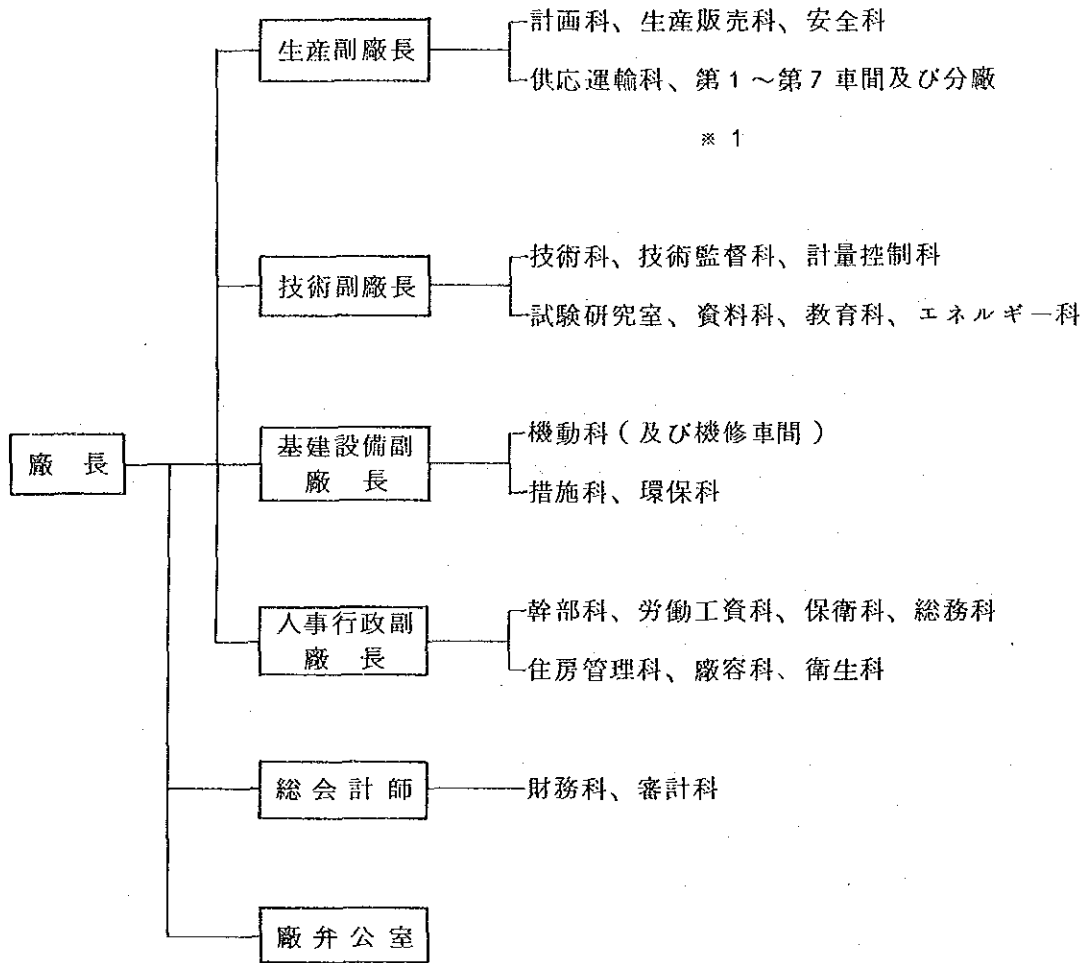 生産副廠長
計画科、生産販売科、安全科
供応運輸科、第1～第7車間及び分廠
※1
技術副廠長
技術科、技術監督科、計量控制科
試験研究室、資料科、教育科、エネルギー科
廠長
基建設備副
廠長
機動科(及び機修車間)
措施科、環保科
人事行政副
廠長
幹部科、労働工資科、保衛科、総務科
住房管理科、廠容科、衛生科
総会計師
財務科、審計科
廠弁公室